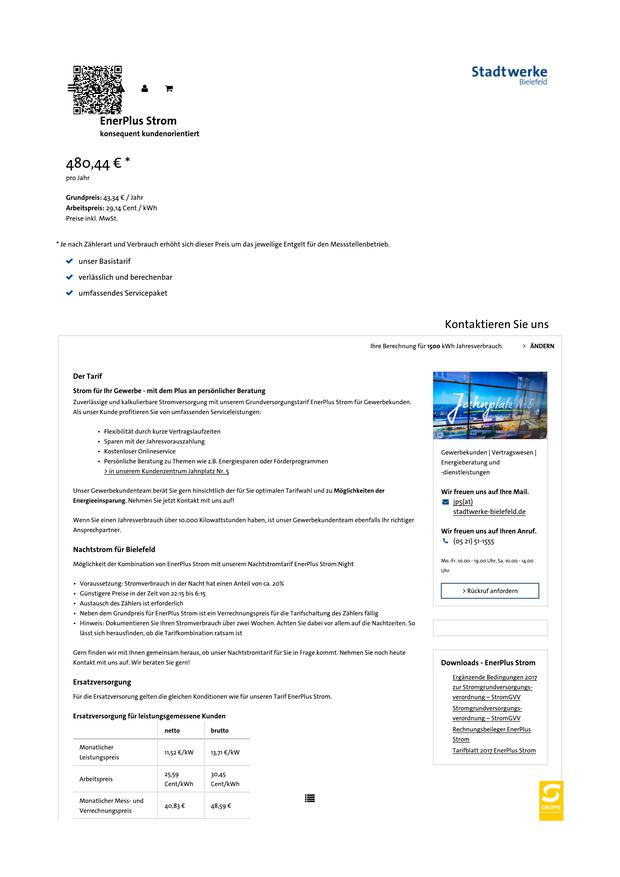 Stadtwerke
Bielefeld
EnerPlus Strom
konsequent kundenorientiert
480,44 € *
pro Jahr
Grundpreis: 43,34 € / Jahr
Arbeitspreis: 29,14 Cent / kWh
Preise inkl. MwSt.
* Je nach Zählerart und Verbrauch erhöht sich dieser Preis um das jeweilige Entgelt für den Messstellenbetrieb.
unser Basistarif
verlässlich und berechenbar
umfassendes Servicepaket
Kontaktieren Sie uns
Ihre Berechnung für 1500 kWh Jahresverbrauch. > ÄNDERN
Der Tarif
Strom für Ihr Gewerbe - mit dem Plus an persönlicher Beratung
Zuverlässige und kalkulierbare Stromversorgung mit unserem Grundversorgungstarif EnerPlus Strom für Gewerbekunden.
Als unser Kunde profitieren Sie von umfassenden Serviceleistungen:
• Flexibilität durch kurze Vertragslaufzeiten
• Sparen mit der Jahresvorauszahlung
• Kostenloser Onlineservice
• Persönliche Beratung zu Themen wie z.B. Energiesparen oder Förderprogrammen
> in unserem Kundenzentrum Jahnplatz Nr. 5
Unser Gewerbekundenteam berät Sie gern hinsichtlich der für Sie optimalen Tarifwahl und zu Möglichkeiten der
Energieeinsparung. Nehmen Sie jetzt Kontakt mit uns auf!
Wenn Sie einen Jahresverbrauch über 10.000 Kilowattstunden haben, ist unser Gewerbekundenteam ebenfalls Ihr richtiger
Ansprechpartner.
Nachtstrom für Bielefeld
Möglichkeit der Kombination von EnerPlus Strom mit unserem Nachtstromtarif EnerPlus Strom Night
• Voraussetzung: Stromverbrauch in der Nacht hat einen Anteil von ca. 20%
• Günstigere Preise in der Zeit von 22:15 bis 6:15
• Austausch des Zählers ist erforderlich
• Neben dem Grundpreis für EnerPlus Strom ist ein Verrechnungspreis für die Tarifschaltung des Zählers fällig
• Hinweis: Dokumentieren Sie Ihren Stromverbrauch über zwei Wochen. Achten Sie dabei vor allem auf die Nachtzeiten. So
lässt sich herausfinden, ob die Tarifkombination ratsam ist
Gern finden wir mit Ihnen gemeinsam heraus, ob unser Nachtstromtarif für Sie in Frage kommt. Nehmen Sie noch heute
Kontakt mit uns auf. Wir beraten Sie gern!
Ersatzversorgung
Für die Ersatzversorgung gelten die gleichen Konditionen wie für unseren Tarif EnerPlus Strom.
Ersatzversorgung für leistungsgemessene Kunden
netto brutto
Monatlicher
Leistungspreis
11,52 €/kW 13,71 €/kW
Arbeitspreis
25,59
Cent/kWh
30,45
Cent/kWh
Monatlicher Mess- und
Verrechnungspreis
40,83 € 48,59 €
Jahnplatz Nr. 5
Gewerbekunden | Vertragswesen |
Energieberatung und
-dienstleistungen
Wir freuen uns auf Ihre Mail.
jp5(at)
stadtwerke-bielefeld.de
Wir freuen uns auf Ihren Anruf.
(05 21) 51-1555
Mo.-Fr. 10.00 - 19.00 Uhr, Sa. 10.00 - 14.00
Uhr
> Rückruf anfordern
Downloads - EnerPlus Strom
Ergänzende Bedingungen 2017
zur Stromgrundversorgungs-
verordnung – StromGVV
Stromgrundversorgungs-
verordnung – StromGVV
Rechnungsbeileger EnerPlus
Strom
Tarifblatt 2017 EnerPlus Strom
GRUPPE